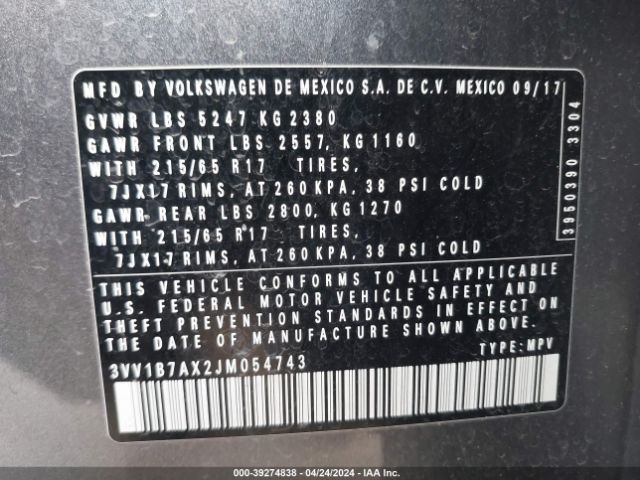 MFD BY VOLKSWAGEN DE MEXICO S.A. DE C.V. MEXICO 09/17
GVWR LBS 5247 KG 2380
GAWR FRONT LBS 2557, KG 1160
WITH 215/65 R17 TIRES,
7JX17 RIMS, AT 260 KPA, 38 PSI COLD
GAWR REAR LBS 2800, KG 1270
WITH 215/65 R17 TIRES,
7JX17 RIMS, AT 260 KPA, 38 PSI COLD
THIS VEHICLE CONFORMS TO ALL APPLICABLE
U.S. FEDERAL MOTOR VEHICLE SAFETY AND
THEFT PREVENTION STANDARDS IN EFFECT ON
THE DATE OF MANUFACTURE SHOWN ABOVE.
3VV1B7AX2JM054743
TYPE: MPV
3950390 3304
000-39274838 - 04/24/2024 - IAA Inc.